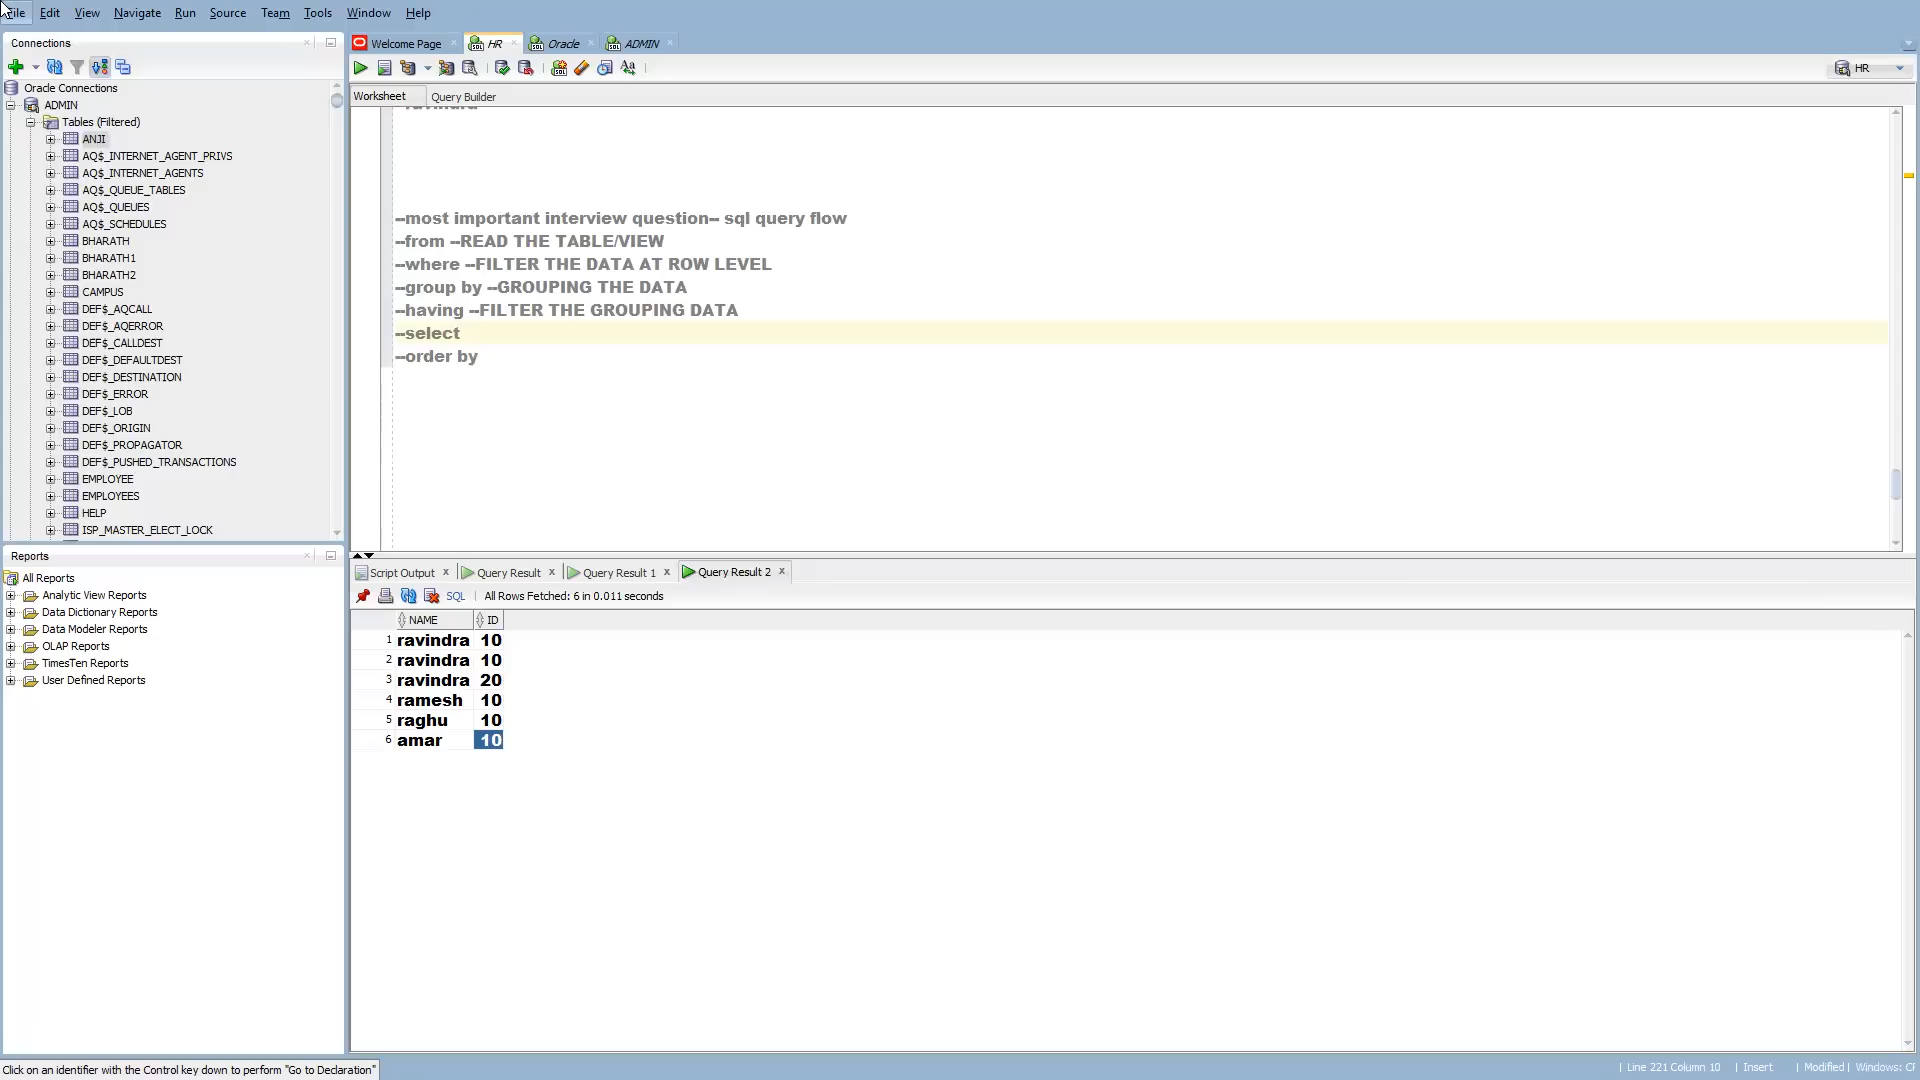 File Edit View Navigate Run Source Team Tools Window Help
Connections
Oracle Connections
ADMIN
Tables (Filtered)
ANJI
AQ$_INTERNET_AGENT_PRIVS
AQ$_INTERNET_AGENTS
AQ$_QUEUE_TABLES
AQ$_QUEUES
AQ$_SCHEDULES
BHARATH
BHARATH1
BHARATH2
CAMPUS
DEF$_AQCALL
DEF$_AQERROR
DEF$_CALLDEST
DEF$_DEFAULTDEST
DEF$_DESTINATION
DEF$_ERROR
DEF$_LOB
DEF$_ORIGIN
DEF$_PROPAGATOR
DEF$_PUSHED_TRANSACTIONS
EMPLOYEE
EMPLOYEES
HELP
ISP_MASTER_ELECT_LOCK
Reports
All Reports
Analytic View Reports
Data Dictionary Reports
Data Modeler Reports
OLAP Reports
TimesTen Reports
User Defined Reports
Welcome Page HR Oracle ADMIN
HR
Worksheet Query Builder
--most important interview question-- sql query flow
--from --READ THE TABLE/VIEW
--where --FILTER THE DATA AT ROW LEVEL
--group by --GROUPING THE DATA
--having --FILTER THE GROUPING DATA
--select
--order by
Script Output Query Result Query Result 1 Query Result 2
SQL All Rows Fetched: 6 in 0.011 seconds
NAME ID
1 ravindra 10
2 ravindra 10
3 ravindra 20
4 ramesh 10
5 raghu 10
6 amar 10
Click on an identifier with the Control key down to perform "Go to Declaration"
Line 221 Column 10 Insert Modified Windows: